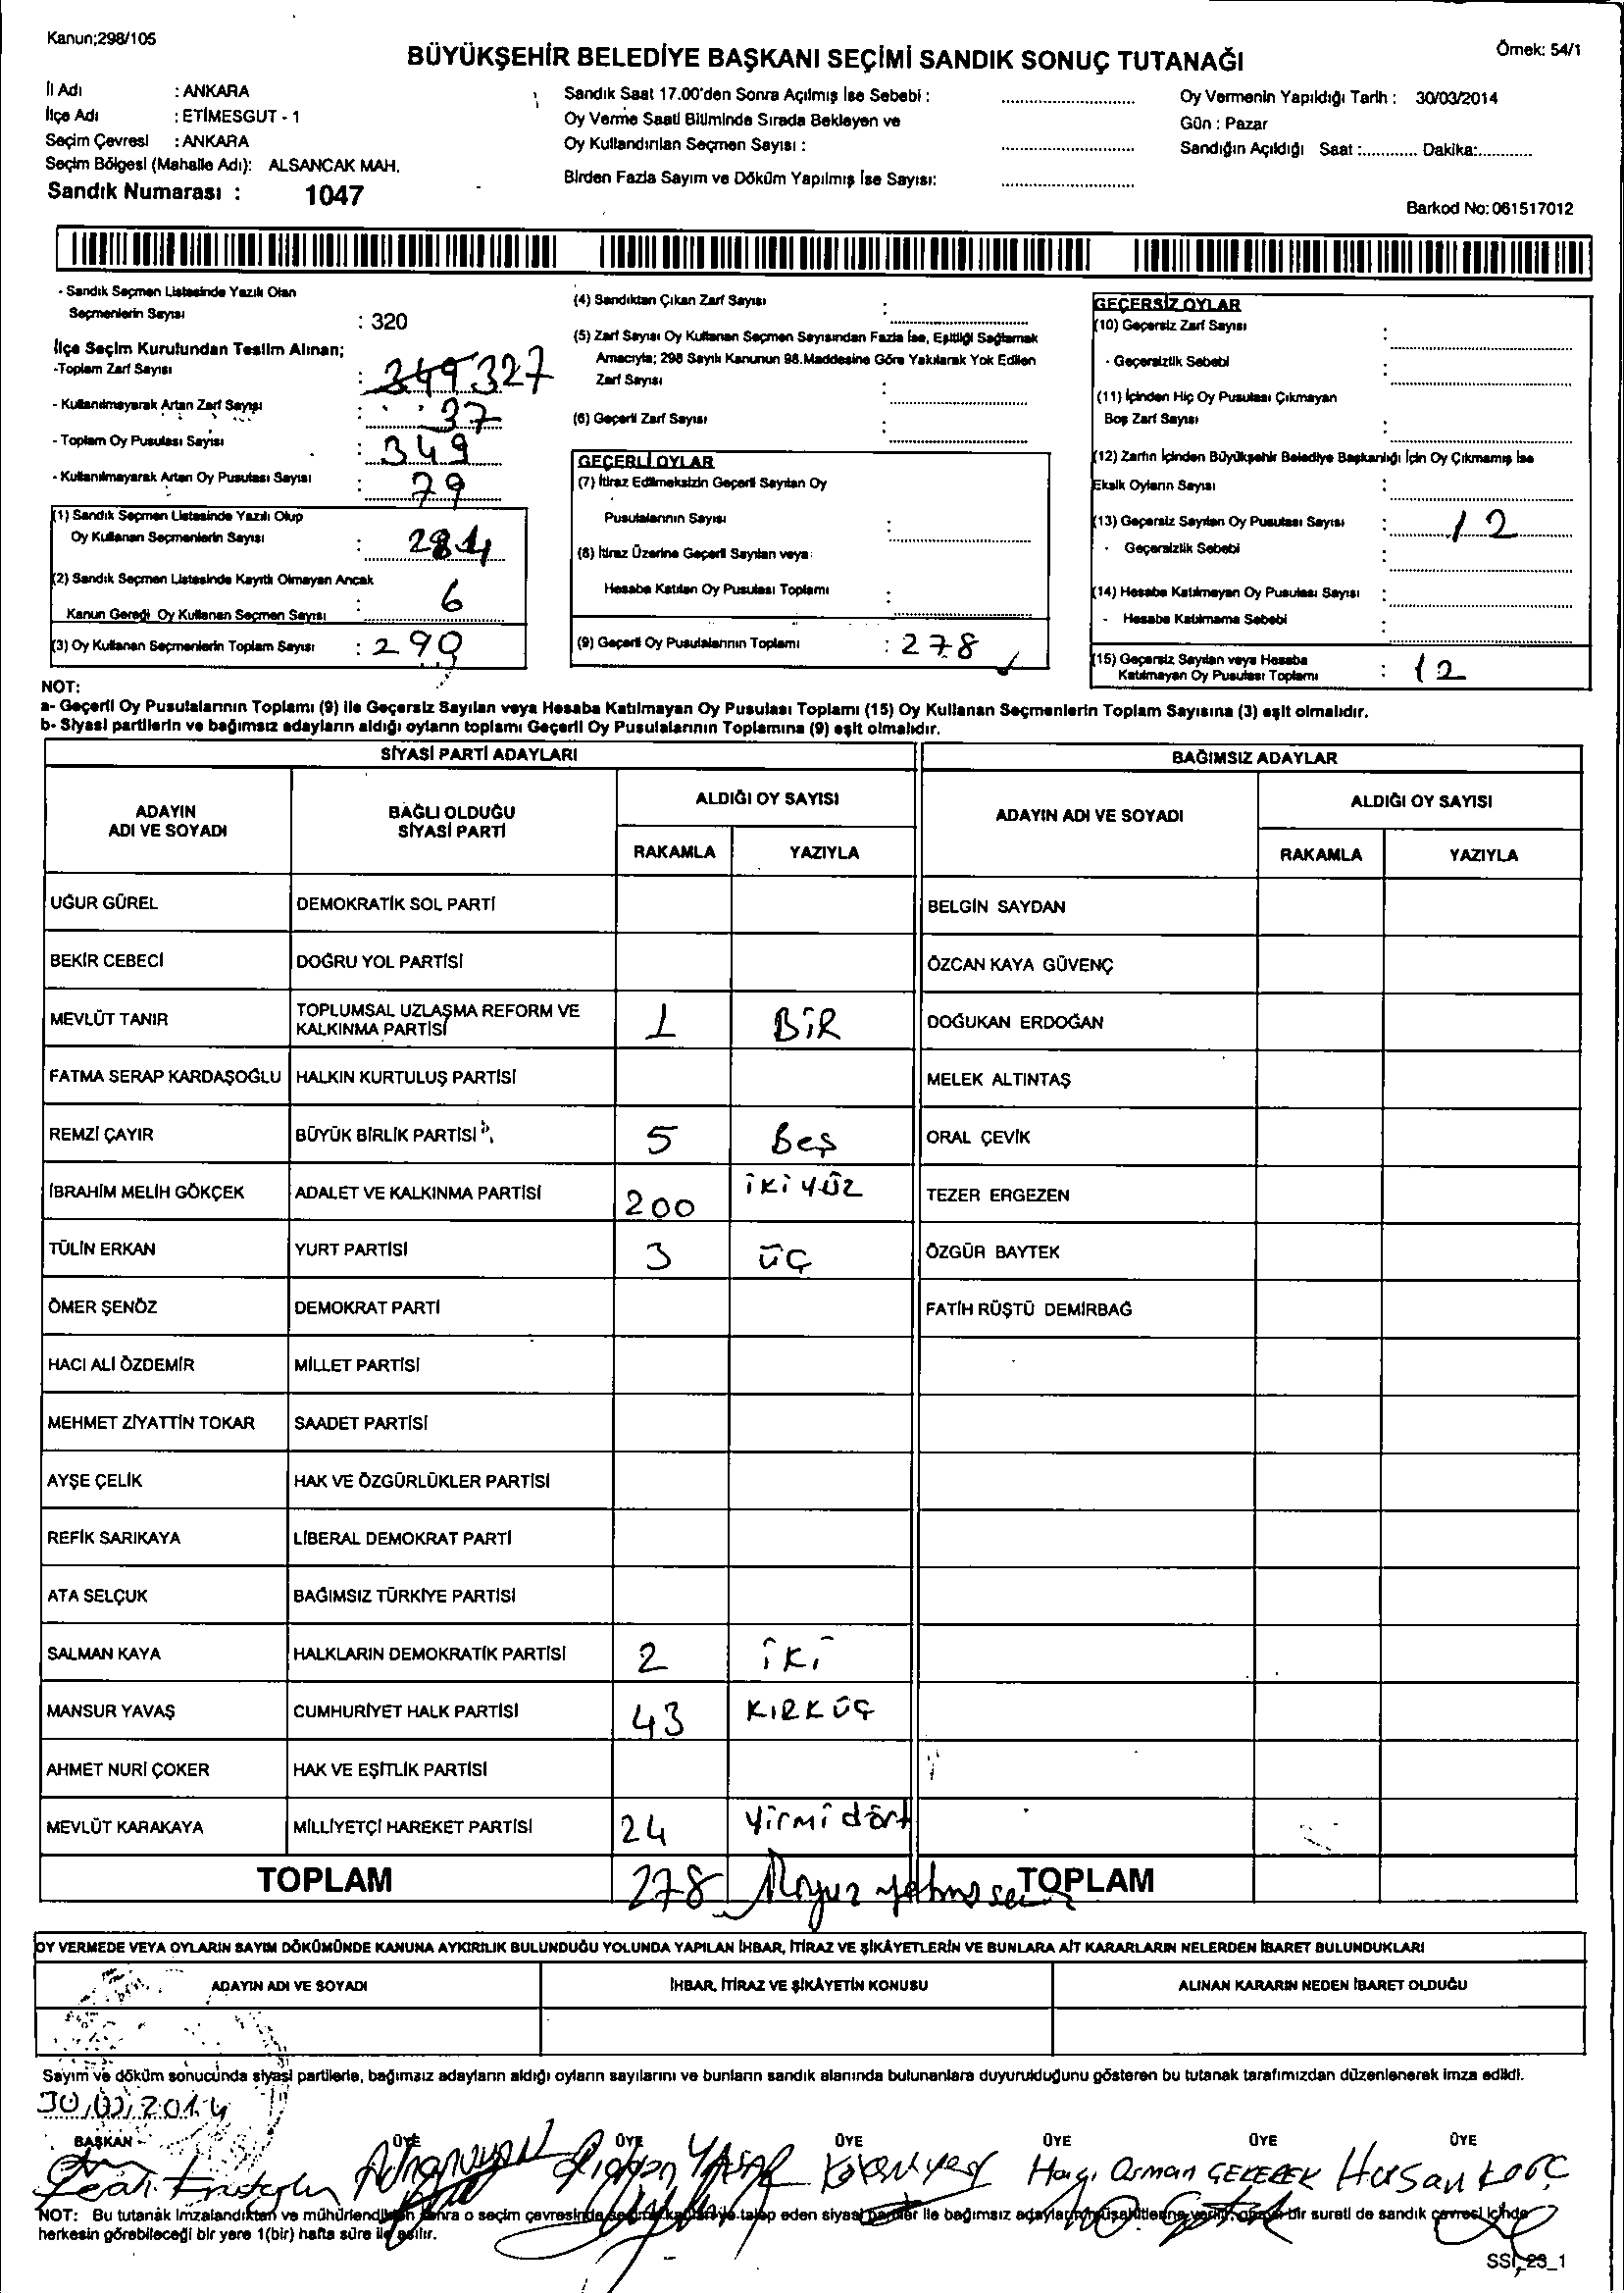 Kanun;298/105
Örnek: 54/1
BÜYÜKŞEHİR BELEDİYE BAŞKANI SEÇİMİ SANDIK SONUÇ TUTANAĞI
İl Adı : ANKARA
İlçe Adı : ETİMESGUT - 1
Seçim Çevresi : ANKARA
Seçim Bölgesi (Mahalle Adı): ALSANCAK MAH.
Sandık Numarası : 1047
Sandık Saat 17.00'den Sonra Açılmış İse Sebebi :
Oy Verme Saati Bitiminde Sırada Bekleyen ve
Oy Kullandırılan Seçmen Sayısı :
Birden Fazla Sayım ve Döküm Yapılmış İse Sayısı:
Oy Vermenin Yapıldığı Tarih : 30/03/2014
Gün : Pazar
Sandığın Açıldığı Saat :............ Dakika:............
Barkod No: 061517012
- Sandık Seçmen Listesinde Yazılı Olan
Seçmenlerin Sayısı : 320
İlçe Seçim Kurulundan Teslim Alınan;
-Toplam Zarf Sayısı : 349 327
- Kullanılmayarak Artan Zarf Sayısı : 37
- Toplam Oy Pusulası Sayısı : 349
- Kullanılmayarak Artan Oy Pusulası Sayısı : 79
(1) Sandık Seçmen Listesinde Yazılı Olup
Oy Kullanan Seçmenlerin Sayısı : 284
(2) Sandık Seçmen Listesinde Kayıtlı Olmayan Ancak
Kanun Gereği Oy Kullanan Seçmen Sayısı : 6
(3) Oy Kullanan Seçmenlerin Toplam Sayısı : 290
(4) Sandıktan Çıkan Zarf Sayısı :
(5) Zarf Sayısı Oy Kullanan Seçmen Sayısından Fazla İse, Eşitliği Sağlamak
Amacıyla; 298 Sayılı Kanunun 98.Maddesine Göre Yakılarak Yok Edilen
Zarf Sayısı :
(6) Geçerli Zarf Sayısı :
GEÇERLİ OYLAR
(7) İtiraz Edilmeksizin Geçerli Sayılan Oy
Pusulalarının Sayısı :
(8) İtiraz Üzerine Geçerli Sayılan veya
Hesaba Katılan Oy Pusulası Toplamı :
(9) Geçerli Oy Pusulalarının Toplamı : 278
GEÇERSİZ OYLAR
(10) Geçersiz Zarf Sayısı :
- Geçersizlik Sebebi :
(11) İçinden Hiç Oy Pusulası Çıkmayan
Boş Zarf Sayısı :
(12) Zarfın İçinden Büyükşehir Belediye Başkanlığı İçin Oy Çıkmamış İse
Eksik Oyların Sayısı :
(13) Geçersiz Sayılan Oy Pusulası Sayısı : 12
- Geçersizlik Sebebi :
(14) Hesaba Katılmayan Oy Pusulası Sayısı :
- Hesaba Katılmama Sebebi :
(15) Geçersiz Sayılan veya Hesaba
Katılmayan Oy Pusulası Toplamı : 12
NOT:
a- Geçerli Oy Pusulalarının Toplamı (9) ile Geçersiz Sayılan veya Hesaba Katılmayan Oy Pusulası Toplamı (15) Oy Kullanan Seçmenlerin Toplam Sayısına (3) eşit olmalıdır.
b- Siyasi partilerin ve bağımsız adayların aldığı oyların toplamı Geçerli Oy Pusulalarının Toplamına (9) eşit olmalıdır.
SİYASİ PARTİ ADAYLARI BAĞIMSIZ ADAYLAR
ADAYIN ADI VE SOYADI BAĞLI OLDUĞU SİYASİ PARTİ ALDIĞI OY SAYISI ADAYIN ADI VE SOYADI ALDIĞI OY SAYISI
RAKAMLA YAZIYLA RAKAMLA YAZIYLA
UĞUR GÜREL DEMOKRATİK SOL PARTİ BELGİN SAYDAN
BEKİR CEBECİ DOĞRU YOL PARTİSİ ÖZCAN KAYA GÜVENÇ
MEVLÜT TANIR TOPLUMSAL UZLAŞMA REFORM VE KALKINMA PARTİSİ 1 BİR DOĞUKAN ERDOĞAN
FATMA SERAP KARDAŞOĞLU HALKIN KURTULUŞ PARTİSİ MELEK ALTINTAŞ
REMZİ ÇAYIR BÜYÜK BİRLİK PARTİSİ 5 Beş ORAL ÇEVİK
İBRAHİM MELİH GÖKÇEK ADALET VE KALKINMA PARTİSİ 200 iKi YÜZ TEZER ERGEZEN
TÜLİN ERKAN YURT PARTİSİ 3 ÜÇ ÖZGÜR BAYTEK
ÖMER ŞENÖZ DEMOKRAT PARTİ FATİH RÜŞTÜ DEMİRBAĞ
HACI ALİ ÖZDEMİR MİLLET PARTİSİ
MEHMET ZİYATTİN TOKAR SAADET PARTİSİ
AYŞE ÇELİK HAK VE ÖZGÜRLÜKLER PARTİSİ
REFİK SARIKAYA LİBERAL DEMOKRAT PARTİ
ATA SELÇUK BAĞIMSIZ TÜRKİYE PARTİSİ
SALMAN KAYA HALKLARIN DEMOKRATİK PARTİSİ 2 iKi
MANSUR YAVAŞ CUMHURİYET HALK PARTİSİ 43 KIRK ÜÇ
AHMET NURİ ÇOKER HAK VE EŞİTLİK PARTİSİ
MEVLÜT KARAKAYA MİLLİYETÇİ HAREKET PARTİSİ 24 Yirmi dört
TOPLAM 278 TOPLAM
OY VERMEDE VEYA OYLARIN SAYIM DÖKÜMÜNDE KANUNA AYKIRILIK BULUNDUĞU YOLUNDA YAPILAN İHBAR, İTİRAZ VE ŞİKÂYETLERİN VE BUNLARA AİT KARARLARIN NELERDEN İBARET BULUNDUKLARI
ADAYIN ADI VE SOYADI İHBAR, İTİRAZ VE ŞİKÂYETİN KONUSU ALINAN KARARIN NEDEN İBARET OLDUĞU
Sayım ve döküm sonucunda siyasi partilerle, bağımsız adayların aldığı oyların sayılarını ve bunların sandık alanında bulunanlara duyurulduğunu gösteren bu tutanak tarafımızdan düzenlenerek imza edildi.
30/03/2014
BAŞKAN ÜYE ÜYE ÜYE ÜYE ÜYE ÜYE
Hacı Osman GELEREK Hasan KOÇ
NOT: Bu tutanak imzalandıktan ve mühürlendikten sonra o seçim çevresinde talep eden siyasi partiler ile bağımsız adayların bir sureti de sandık çevresi içinde
herkesin görebileceği bir yere 1(bir) hafta süre ile asılır.
SSİ_23_1